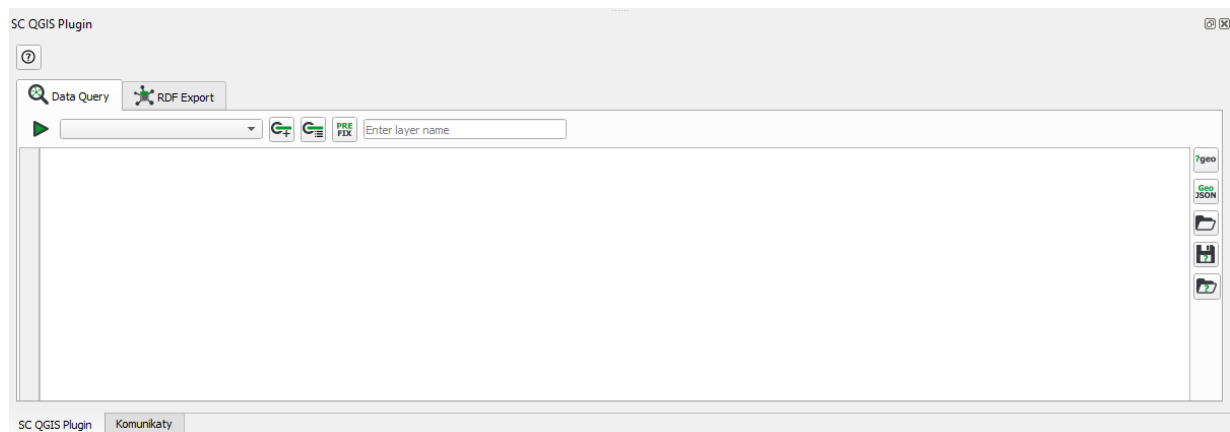 SC QGIS Plugin
Data Query
RDF Export
PRE
FIX
Enter layer name
?geo
Geo
JSON
?
?
SC QGIS Plugin
Komunikaty